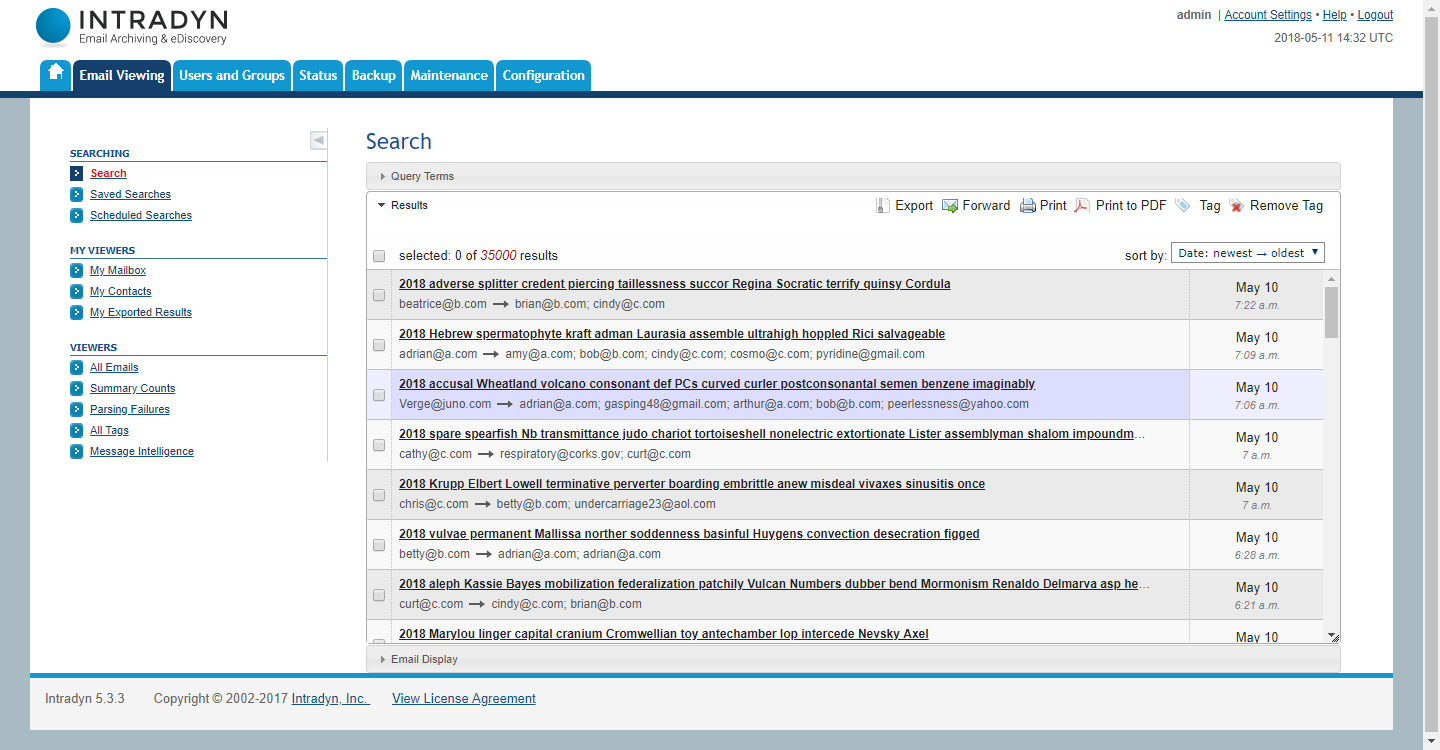 INTRADYN
Email Archiving & eDiscovery
admin | Account Settings • Help • Logout
2018-05-11 14:32 UTC
Email Viewing Users and Groups Status Backup Maintenance Configuration
SEARCHING
Search
Saved Searches
Scheduled Searches
MY VIEWERS
My Mailbox
My Contacts
My Exported Results
VIEWERS
All Emails
Summary Counts
Parsing Failures
All Tags
Message Intelligence
Search
Query Terms
Results Export Forward Print Print to PDF Tag Remove Tag
selected: 0 of 35000 results sort by: Date: newest → oldest
2018 adverse splitter credent piercing taillessness succor Regina Socratic terrify quinsy Cordula May 10
beatrice@b.com → brian@b.com; cindy@c.com 7:22 a.m.
2018 Hebrew spermatophyte kraft adman Laurasia assemble ultrahigh hoppled Rici salvageable May 10
adrian@a.com → amy@a.com; bob@b.com; cindy@c.com; cosmo@c.com; pyridine@gmail.com 7:09 a.m.
2018 accusal Wheatland volcano consonant def PCs curved curler postconsonantal semen benzene imaginably May 10
Verge@juno.com → adrian@a.com; gasping48@gmail.com; arthur@a.com; bob@b.com; peerlessness@yahoo.com 7:06 a.m.
2018 spare spearfish Nb transmittance judo chariot tortoiseshell nonelectric extortionate Lister assemblyman shalom impoundm... May 10
cathy@c.com → respiratory@corks.gov; curt@c.com 7 a.m.
2018 Krupp Elbert Lowell terminative perverter boarding embrittle anew misdeal vivaxes sinusitis once May 10
chris@c.com → betty@b.com; undercarriage23@aol.com 7 a.m.
2018 vulvae permanent Mallissa norther soddenness basinful Huygens convection desecration figged May 10
betty@b.com → adrian@a.com; adrian@a.com 6:28 a.m.
2018 aleph Kassie Bayes mobilization federalization patchily Vulcan Numbers dubber bend Mormonism Renaldo Delmarva asp he... May 10
curt@c.com → cindy@c.com; brian@b.com 6:21 a.m.
2018 Marylou linger capital cranium Cromwellian toy antechamber lop intercede Nevsky Axel May 10
Email Display
Intradyn 5.3.3 Copyright © 2002-2017 Intradyn, Inc. View License Agreement